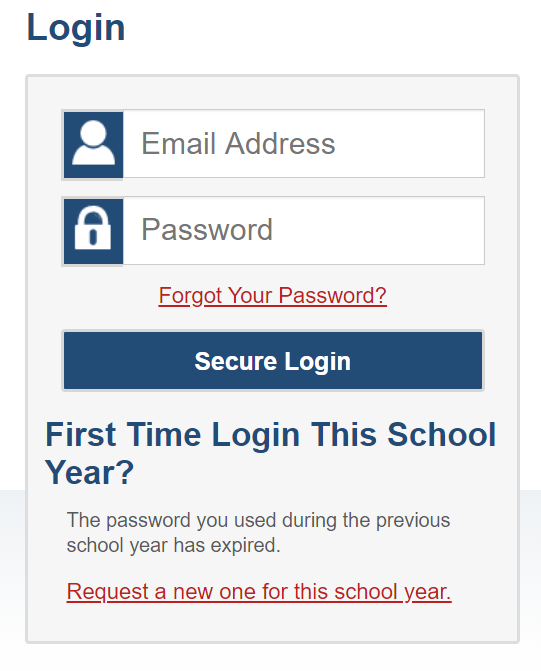 Login
Email Address
Password
Forgot Your Password?
Secure Login
First Time Login This School
Year?
The password you used during the previous
school year has expired.
Request a new one for this school year.